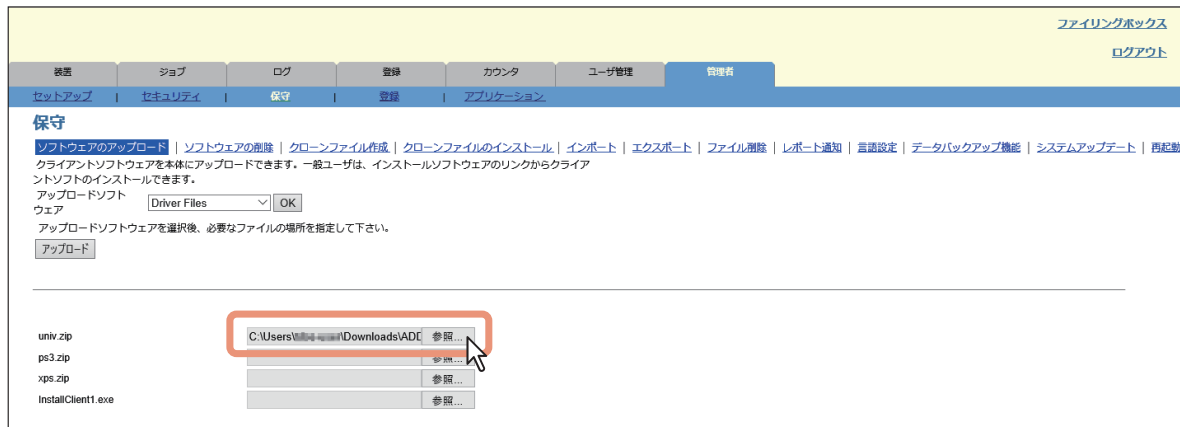 ファイリングボックス
ログアウト
装置 ジョブ ログ 登録 カウンタ ユーザ管理 管理者
セットアップ | セキュリティ | 保守 | 登録 | アプリケーション
保守
ソフトウェアのアップロード | ソフトウェアの削除 | クローンファイル作成 | クローンファイルのインストール | インポート | エクスポート | ファイル削除 | レポート通知 | 言語設定 | データバックアップ機能 | システムアップデート | 再起動
クライアントソフトウェアを本体にアップロードできます。一般ユーザは、インストールソフトウェアのリンクからクライア
ントソフトのインストールできます。
アップロードソフト
ウェア
Driver Files OK
アップロードソフトウェアを選択後、必要なファイルの場所を指定して下さい。
アップロード
univ.zip C:\Users\ \Downloads\ADD 参照...
ps3.zip 参照...
xps.zip 参照...
InstallClient1.exe 参照...